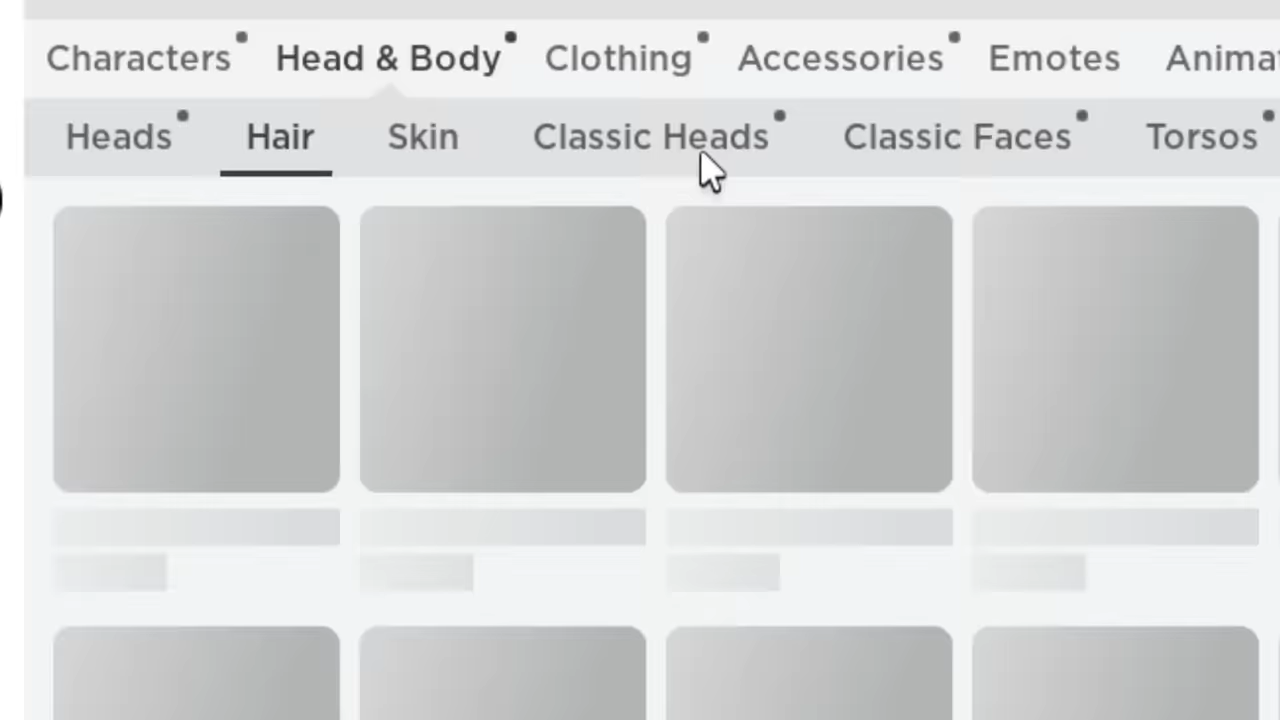 Characters Head & Body Clothing Accessories Emotes
Heads Hair Skin Classic Heads Classic Faces Torsos